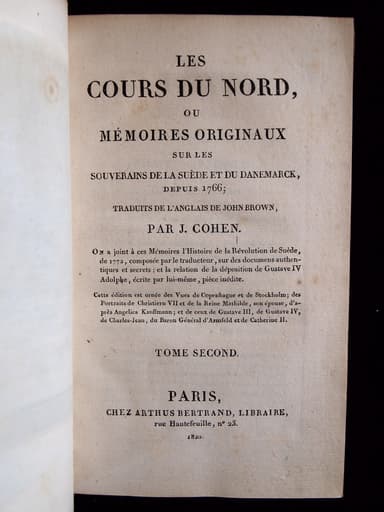 LES
COURS DU NORD,
OU
MÉMOIRES ORIGINAUX
SUR LES
SOUVERAINS DE LA SUÈDE ET DU DANEMARCK,
DEPUIS 1766;
TRADUITS DE L'ANGLAIS DE JOHN BROWN,
PAR J. COHEN.
On a joint à ces Mémoires l'Histoire de la Révolution de Suède,
de 1772, composée par le traducteur, sur des documens authen-
tiques et secrets; et la relation de la déposition de Gustave IV
Adolphe, écrite par lui-même, pièce inédite.
Cette édition est ornée des Vues de Copenhague et de Stockholm; des
Portraits de Christiern VII et de la Reine Mathilde, son épouse, d'a-
près Angelica Kauffmann; et de ceux de Gustave III, de Gustave IV,
de Charles-Jean, du Baron Général d'Armfeld et de Catherine II.
TOME SECOND.
PARIS,
CHEZ ARTHUS BERTRAND, LIBRAIRE,
rue Hautefeuille, nº 23.
1820.